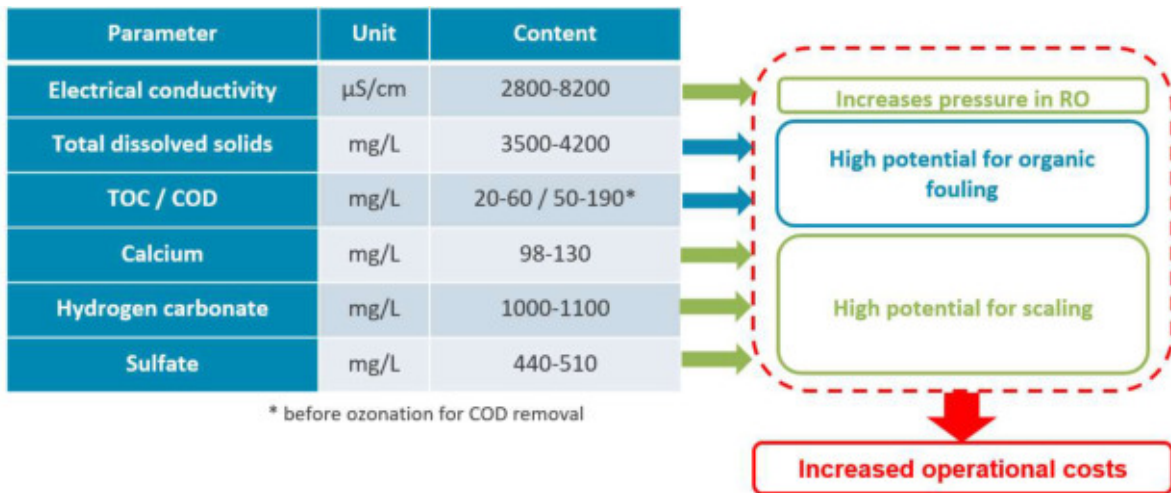 Parameter Unit Content
Electrical conductivity µS/cm 2800-8200
Increases pressure in RO
Total dissolved solids mg/L 3500-4200
High potential for organic
fouling
TOC / COD mg/L 20-60 / 50-190*
Calcium mg/L 98-130
Hydrogen carbonate mg/L 1000-1100
High potential for scaling
Sulfate mg/L 440-510
* before ozonation for COD removal
Increased operational costs